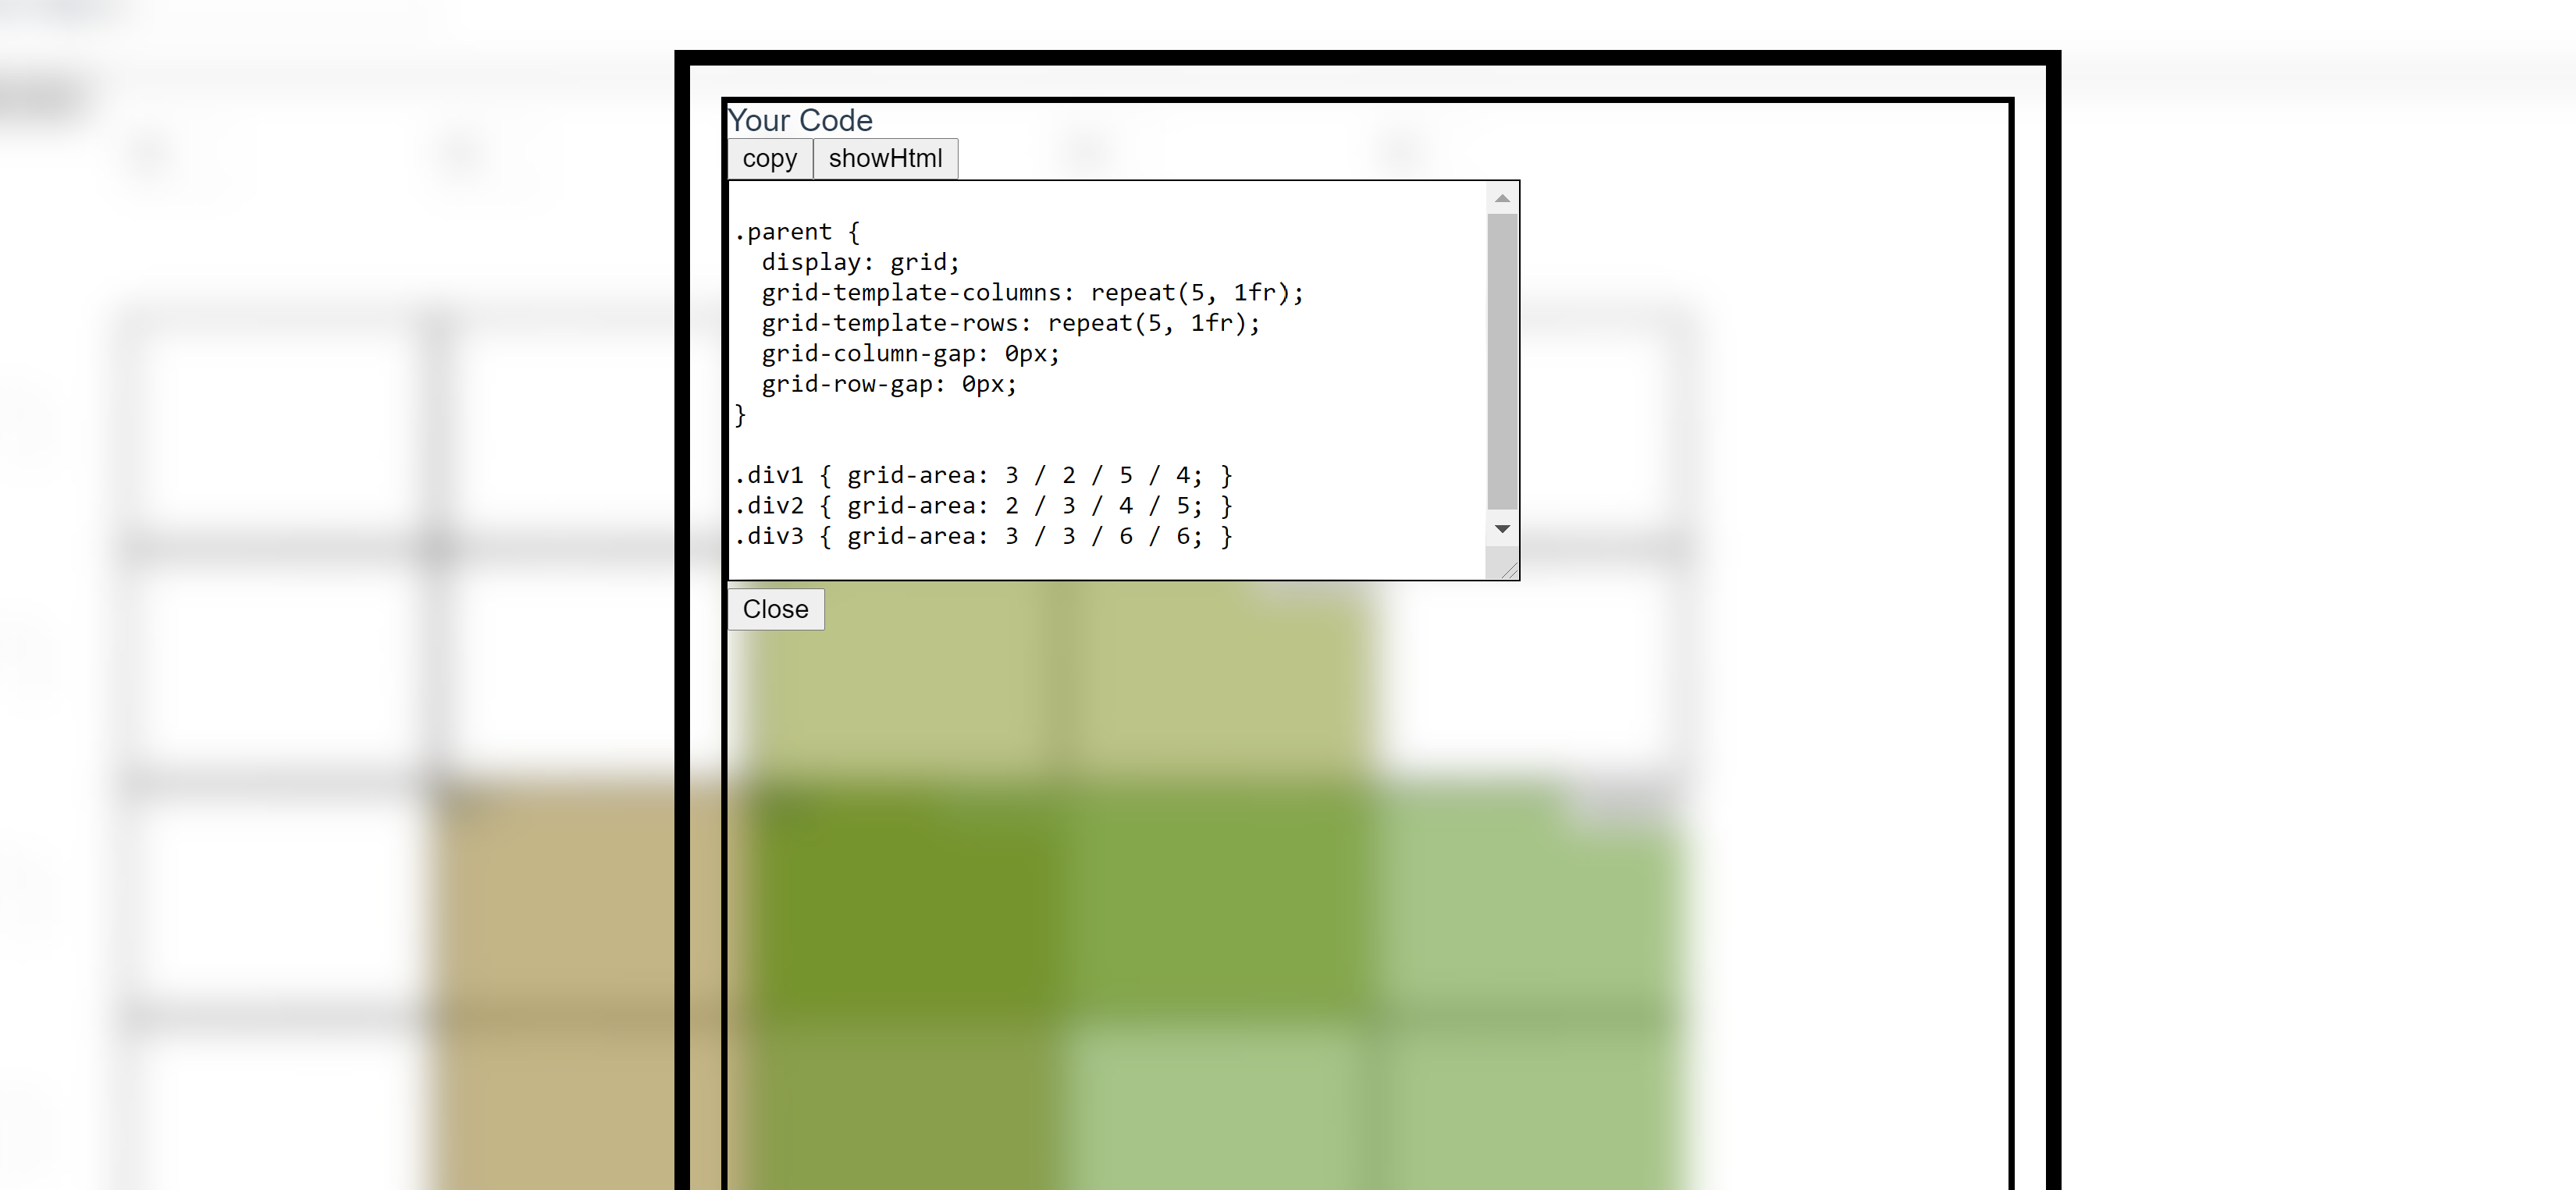 Your Code
copy showHtml
.parent {
  display: grid;
  grid-template-columns: repeat(5, 1fr);
  grid-template-rows: repeat(5, 1fr);
  grid-column-gap: 0px;
  grid-row-gap: 0px;
}
.div1 { grid-area: 3 / 2 / 5 / 4; }
.div2 { grid-area: 2 / 3 / 4 / 5; }
.div3 { grid-area: 3 / 3 / 6 / 6; }
Close